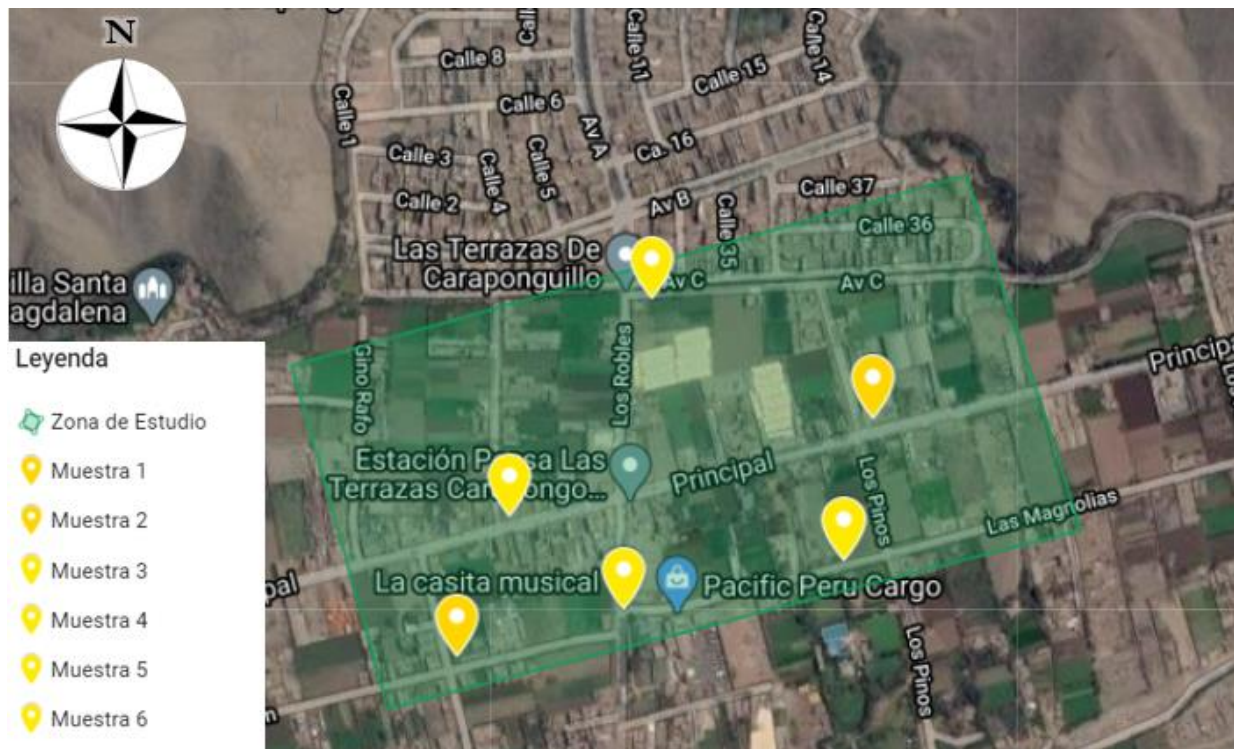 N
Calle 8
Calle 11
Calle 15
Calle 14
Calle 1
Calle 6
Av A
Calle 3
Calle 4
Calle 5
Ca. 16
Calle 2
Calle 37
Av B
Calle 35
Calle 36
Las Terrazas De
Caraponguillo
Av C
Av C
illa Santa
agdalena
Gino Rafo
Los Robles
Principal
Estación
Las
Terrazas
Principal
Los Pinos
Las Magnolias
La casita musical
Pacific Peru Cargo
pal
Los Pinos
Leyenda
Zona de Estudio
Muestra 1
Muestra 2
Muestra 3
Muestra 4
Muestra 5
Muestra 6